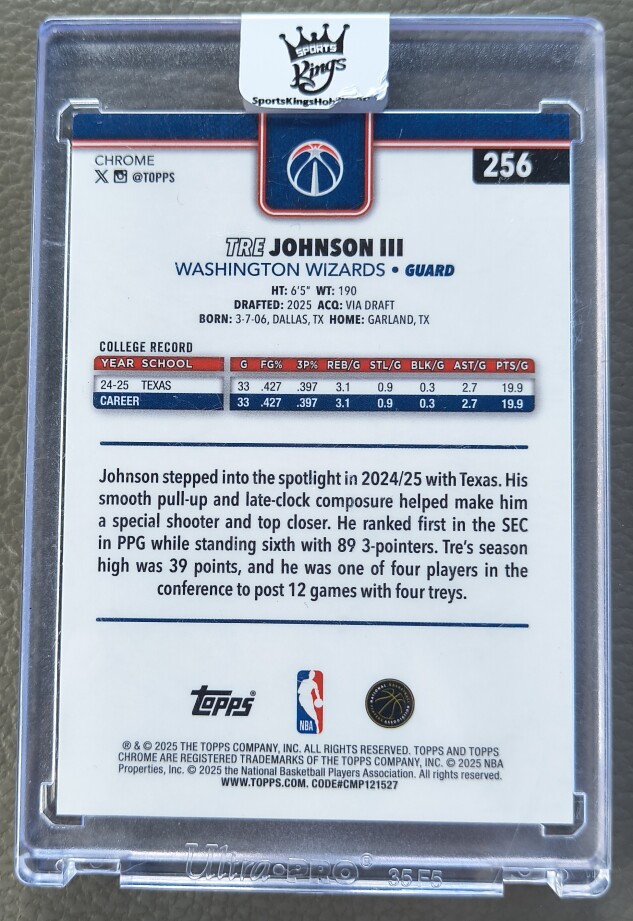 SPORTS
Kings
CHROME
256
@TOPPS
TRE JOHNSON III
WASHINGTON WIZARDS • GUARD
HT: 6'5" WT: 190
DRAFTED: 2025 ACQ: VIA DRAFT
BORN: 3-7-06, DALLAS, TX HOME: GARLAND, TX
COLLEGE RECORD
YEAR SCHOOL G FG% 3P% REB/G STL/G BLK/G AST/G PTS/G
24-25 TEXAS 33 .427 .397 3.1 0.9 0.3 2.7 19.9
CAREER 33 .427 .397 3.1 0.9 0.3 2.7 19.9
Johnson stepped into the spotlight in 2024/25 with Texas. His
smooth pull-up and late-clock composure helped make him
a special shooter and top closer. He ranked first in the SEC
in PPG while standing sixth with 89 3-pointers. Tre's season
high was 39 points, and he was one of four players in the
conference to post 12 games with four treys.
Topps®
NBA
® & © 2025 THE TOPPS COMPANY, INC. ALL RIGHTS RESERVED. TOPPS AND TOPPS
CHROME ARE REGISTERED TRADEMARKS OF THE TOPPS COMPANY, INC. © 2025 NBA
Properties, Inc. © 2025 the National Basketball Players Association. All rights reserved.
WWW.TOPPS.COM. CODE#CMP121527
Ultra•PRO® 35 F5